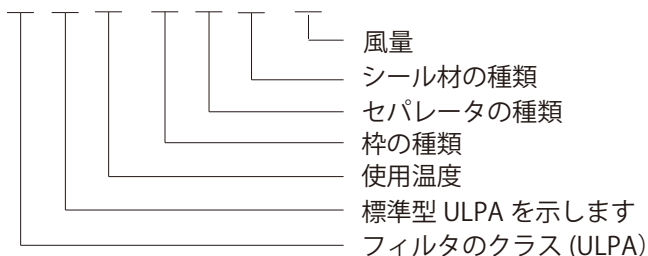 風量
シール材の種類
セパレータの種類
枠の種類
使用温度
標準型 ULPA を示します
フィルタのクラス (ULPA)